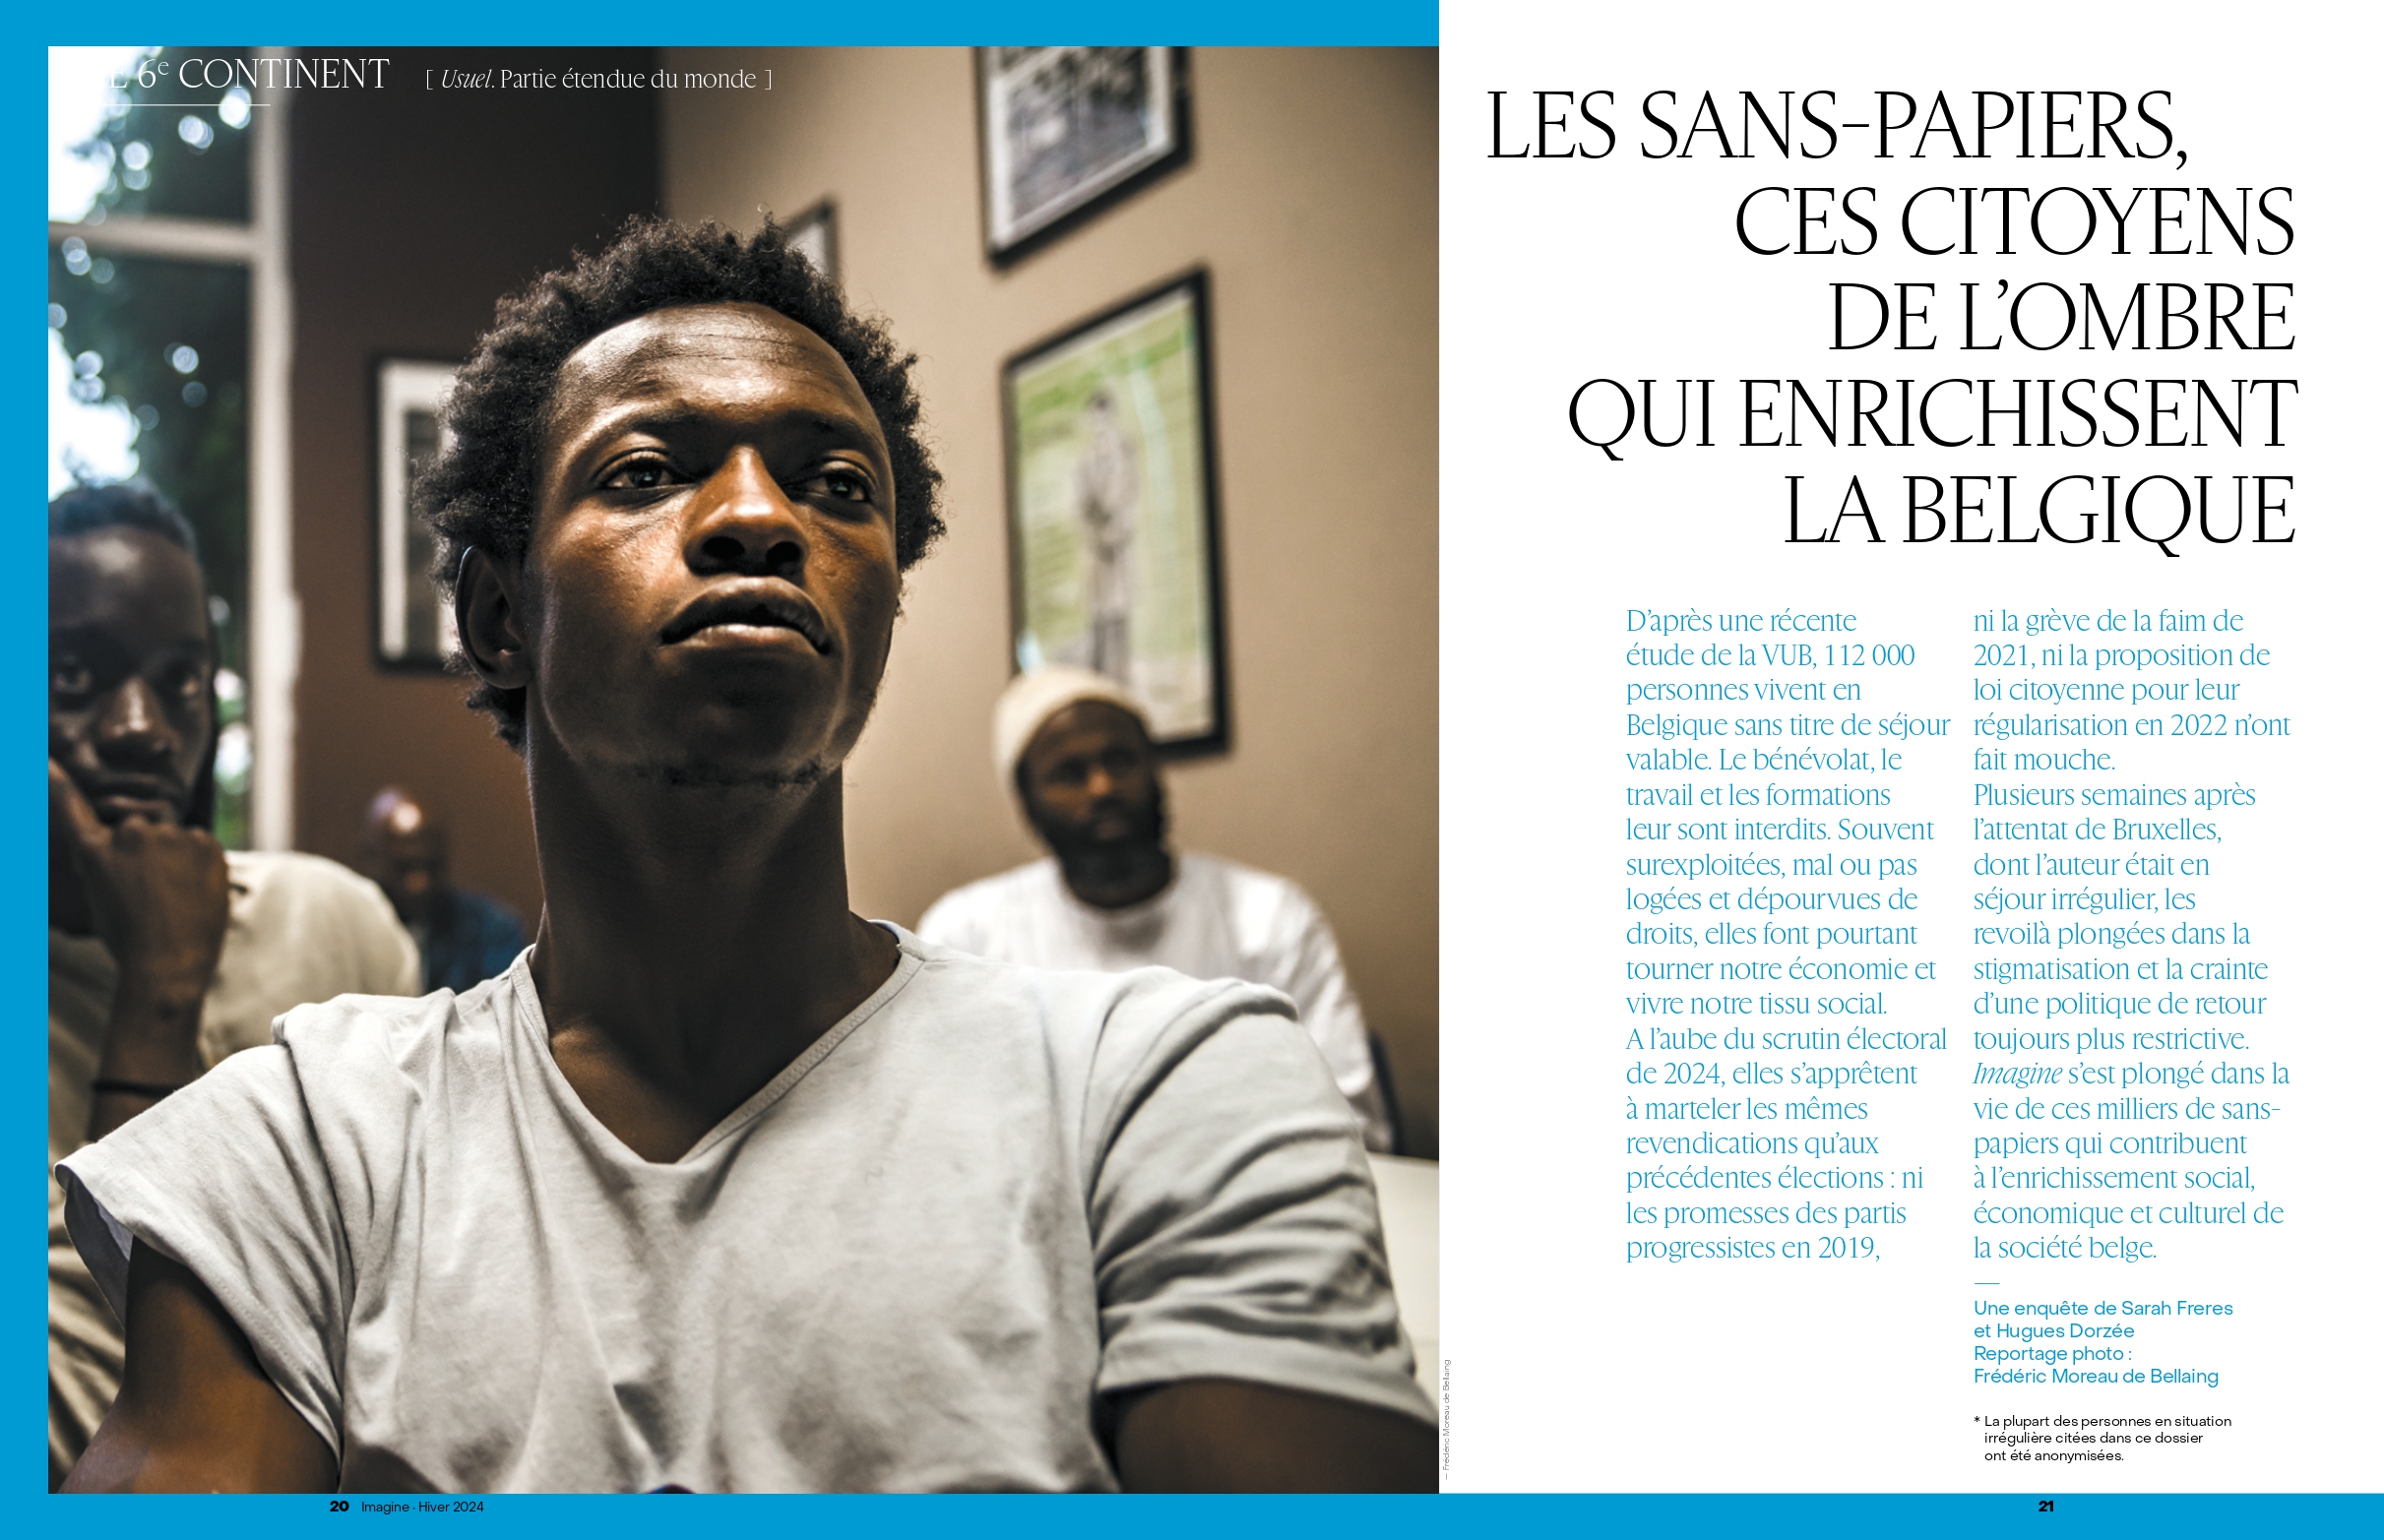 LE 6e CONTINENT [ Usuel. Partie étendue du monde ]
LES SANS-PAPIERS,
CES CITOYENS
DE L’OMBRE
QUI ENRICHISSENT
LA BELGIQUE
D’après une récente
étude de la VUB, 112 000
personnes vivent en
Belgique sans titre de séjour
valable. Le bénévolat, le
travail et les formations
leur sont interdits. Souvent
surexploitées, mal ou pas
logées et dépourvues de
droits, elles font pourtant
tourner notre économie et
vivre notre tissu social.
A l’aube du scrutin électoral
de 2024, elles s’apprêtent
à marteler les mêmes
revendications qu’aux
précédentes élections : ni
les promesses des partis
progressistes en 2019,
ni la grève de la faim de
2021, ni la proposition de
loi citoyenne pour leur
régularisation en 2022 n’ont
fait mouche.
Plusieurs semaines après
l’attentat de Bruxelles,
dont l’auteur était en
séjour irrégulier, les
revoilà plongées dans la
stigmatisation et la crainte
d’une politique de retour
toujours plus restrictive.
Imagine s’est plongé dans la
vie de ces milliers de sans-
papiers qui contribuent
à l’enrichissement social,
économique et culturel de
la société belge.
—
Une enquête de Sarah Freres
et Hugues Dorzée
Reportage photo :
Frédéric Moreau de Bellaing
* La plupart des personnes en situation
irrégulière citées dans ce dossier
ont été anonymisées.
— Frédéric Moreau de Bellaing
20 Imagine · Hiver 2024
21